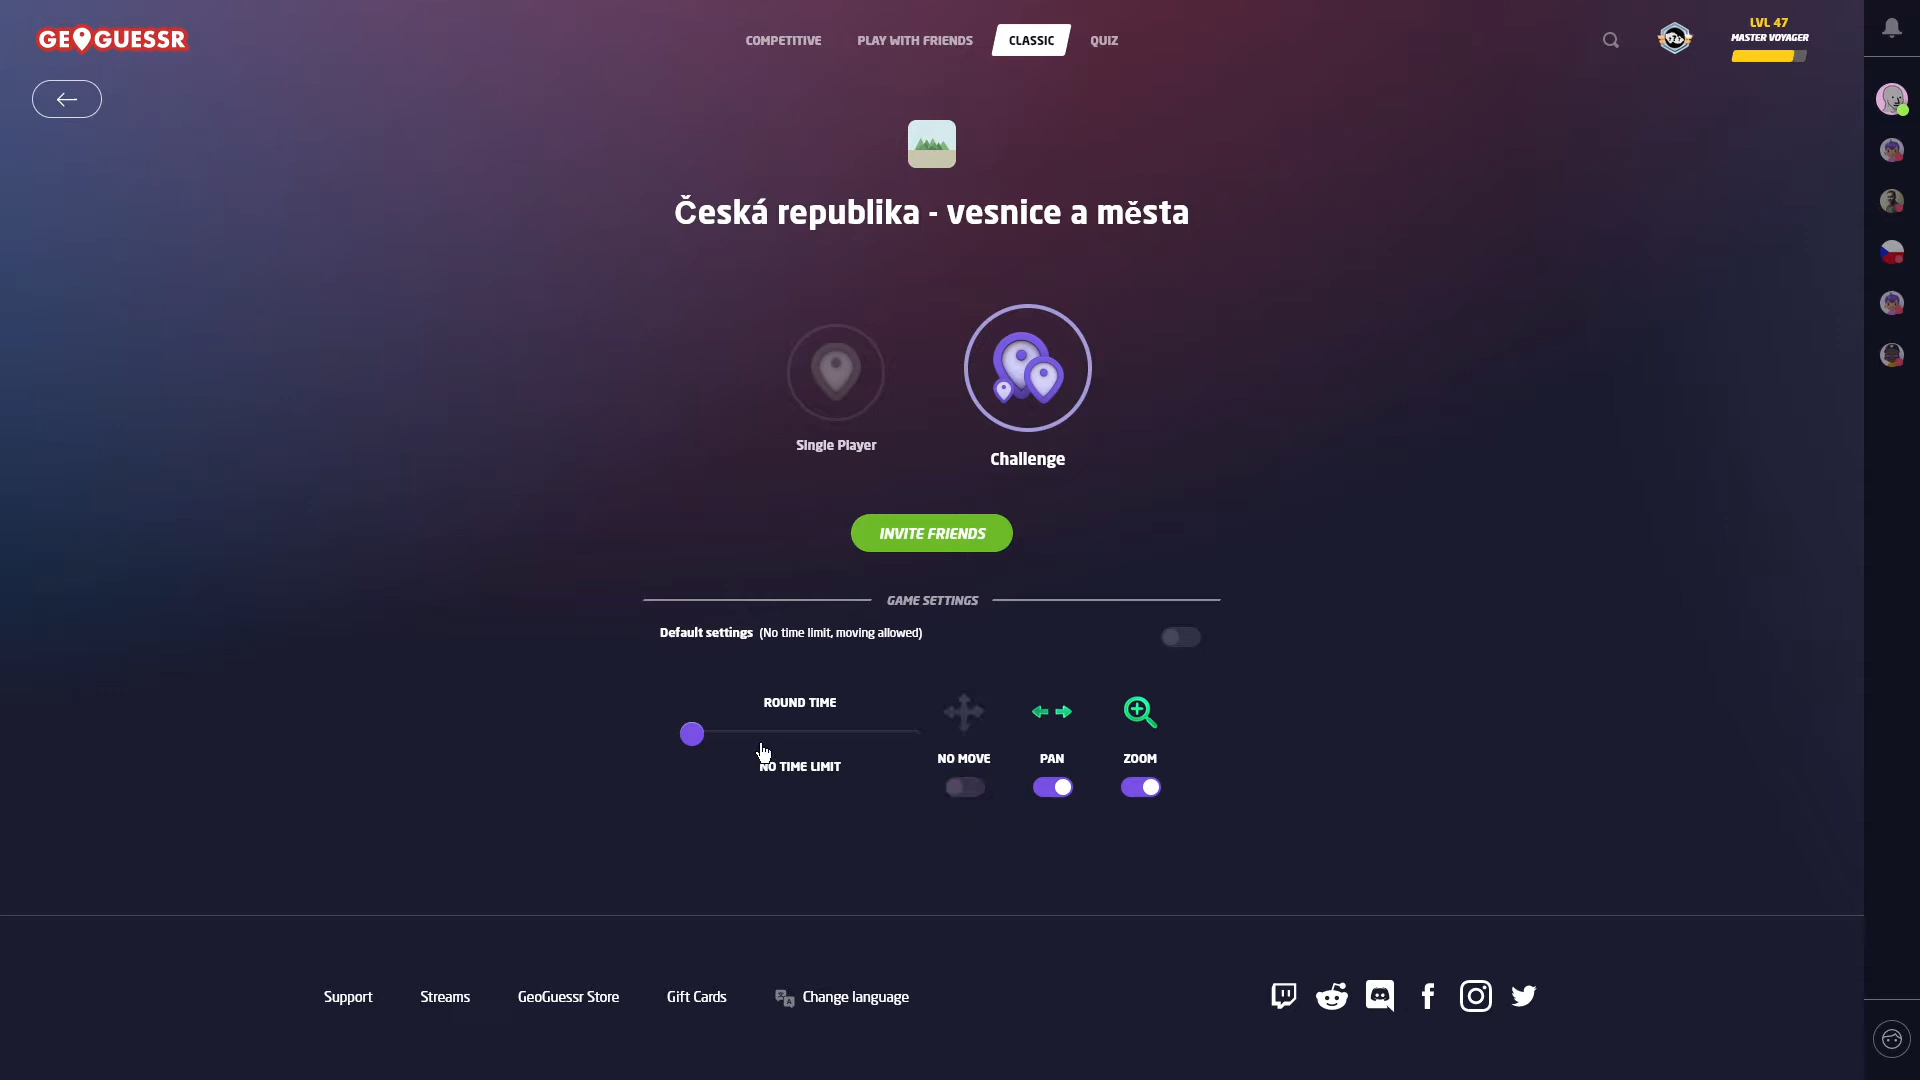 GEOGUESSR
COMPETITIVE
PLAY WITH FRIENDS
CLASSIC
QUIZ
LVL 47
MASTER VOYAGER
Česká republika - vesnice a města
Single Player
Challenge
INVITE FRIENDS
GAME SETTINGS
Default settings (No time limit, moving allowed)
ROUND TIME
NO TIME LIMIT
NO MOVE
PAN
ZOOM
Support
Streams
GeoGuessr Store
Gift Cards
Change language